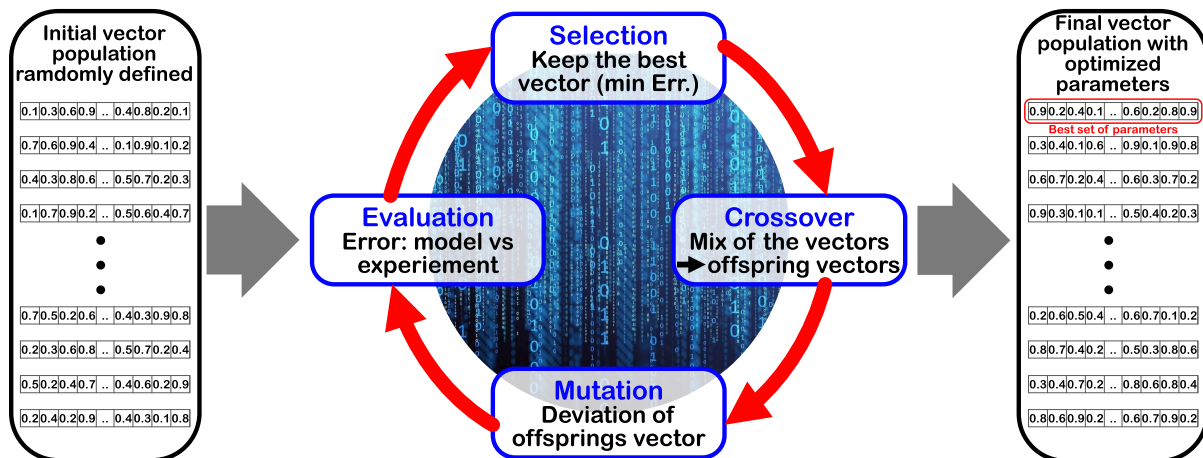 Initial vector
population
ramdomly defined
0.1 0.3 0.6 0.9 .. 0.4 0.8 0.2 0.1
0.7 0.6 0.9 0.4 .. 0.1 0.9 0.1 0.2
0.4 0.3 0.8 0.6 .. 0.5 0.7 0.2 0.3
0.1 0.7 0.9 0.2 .. 0.5 0.6 0.4 0.7
0.7 0.5 0.2 0.6 .. 0.4 0.3 0.9 0.8
0.2 0.3 0.6 0.8 .. 0.5 0.7 0.2 0.4
0.5 0.2 0.4 0.7 .. 0.4 0.6 0.2 0.9
0.2 0.4 0.2 0.9 .. 0.4 0.3 0.1 0.8
Selection
Keep the best
vector (min Err.)
Evaluation
Error: model vs
experiement
Crossover
Mix of the vectors
→ offspring vectors
Mutation
Deviation of
offsprings vector
Final vector
population with
optimized
parameters
0.9 0.2 0.4 0.1 .. 0.6 0.2 0.8 0.9
Best set of parameters
0.3 0.4 0.1 0.6 .. 0.9 0.1 0.9 0.8
0.6 0.7 0.2 0.4 .. 0.6 0.3 0.7 0.2
0.9 0.3 0.1 0.1 .. 0.5 0.4 0.2 0.3
0.2 0.6 0.5 0.4 .. 0.6 0.7 0.1 0.2
0.8 0.7 0.4 0.2 .. 0.5 0.3 0.8 0.6
0.3 0.4 0.7 0.2 .. 0.8 0.6 0.8 0.4
0.8 0.6 0.9 0.2 .. 0.6 0.7 0.9 0.2